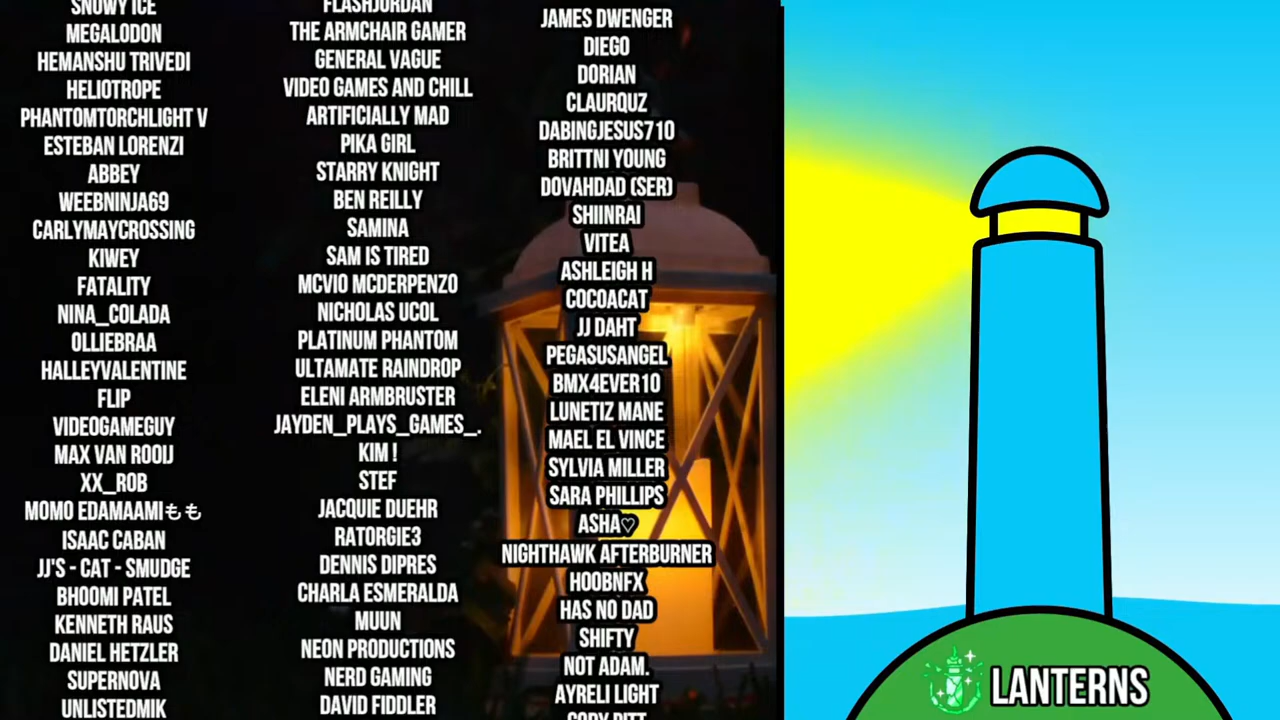 SNOWY ICE
MEGALODON
HEMANSHU TRIVEDI
HELIOTROPE
PHANTOMTORCHLIGHT V
ESTEBAN LORENZI
ABBEY
WEEBNINJA69
CARLYMAYCROSSING
KIWEY
FATALITY
NINA_COLADA
OLLIEBRAA
HALLEYVALENTINE
FLIP
VIDEOGAMEGUY
MAX VAN ROOIJ
XX_ROB
MOMO EDAMAAMIもも
ISAAC CABAN
JJ'S - CAT - SMUDGE
BHOOMI PATEL
KENNETH RAUS
DANIEL HETZLER
SUPERNOVA
UNLISTEDMIK
FLASHJORDAN
THE ARMCHAIR GAMER
GENERAL VAGUE
VIDEO GAMES AND CHILL
ARTIFICIALLY MAD
PIKA GIRL
STARRY KNIGHT
BEN REILLY
SAMINA
SAM IS TIRED
MCVIO MCDERPENZO
NICHOLAS UCOL
PLATINUM PHANTOM
ULTAMATE RAINDROP
ELENI ARMBRUSTER
JAYDEN_PLAYS_GAMES_.
KIM !
STEF
JACQUIE DUEHR
RATORGIE3
DENNIS DIPRES
CHARLA ESMERALDA
MUUN
NEON PRODUCTIONS
NERD GAMING
DAVID FIDDLER
JAMES DWENGER
DIEGO
DORIAN
CLAURQUZ
DABINGJESUS710
BRITTNI YOUNG
DOVAHDAD (SER)
SHIINRAI
VITEA
ASHLEIGH H
COCOACAT
JJ DAHT
PEGASUSANGEL
BMX4EVER10
LUNETIZ MANE
MAEL EL VINCE
SYLVIA MILLER
SARA PHILLIPS
ASHA♡
NIGHTHAWK AFTERBURNER
HOOBNFX
HAS NO DAD
SHIFTY
NOT ADAM.
AYRELI LIGHT
LANTERNS